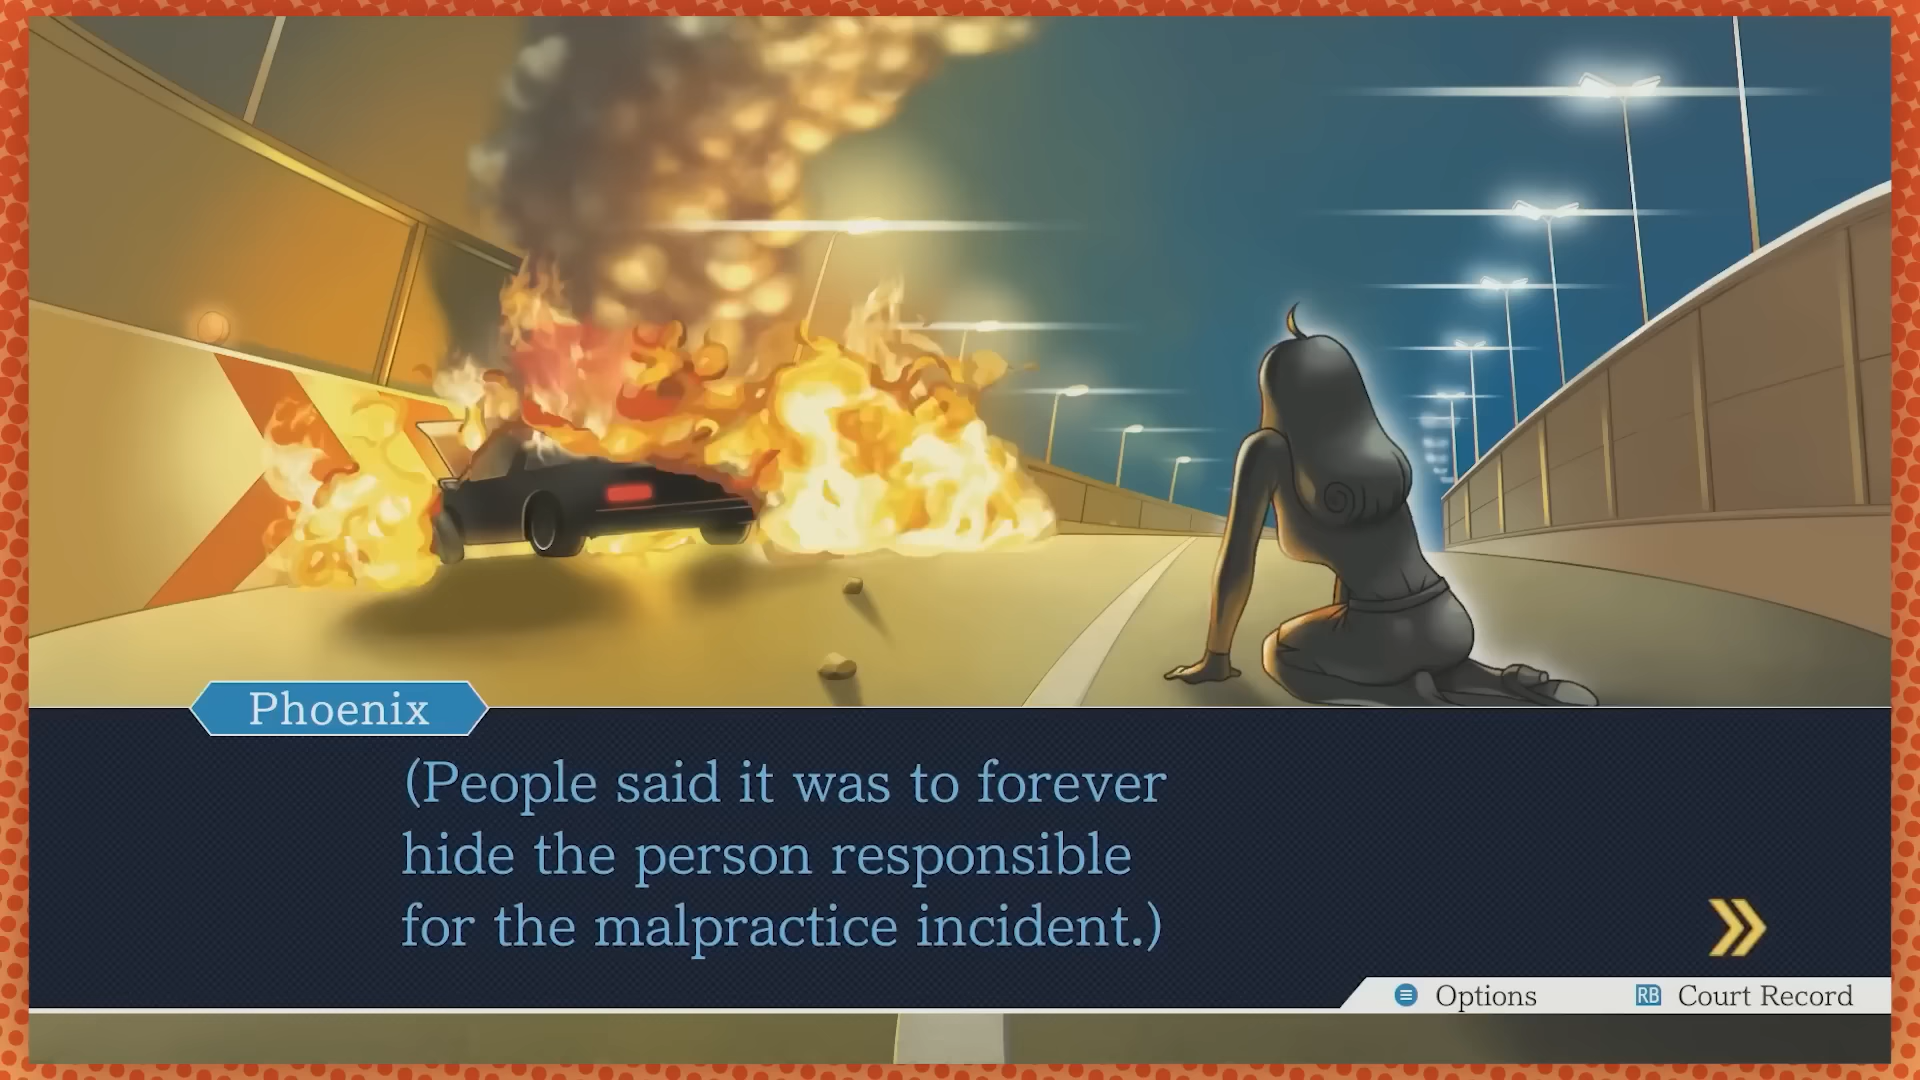 Phoenix
(People said it was to forever
hide the person responsible
for the malpractice incident.)
Options
RB Court Record